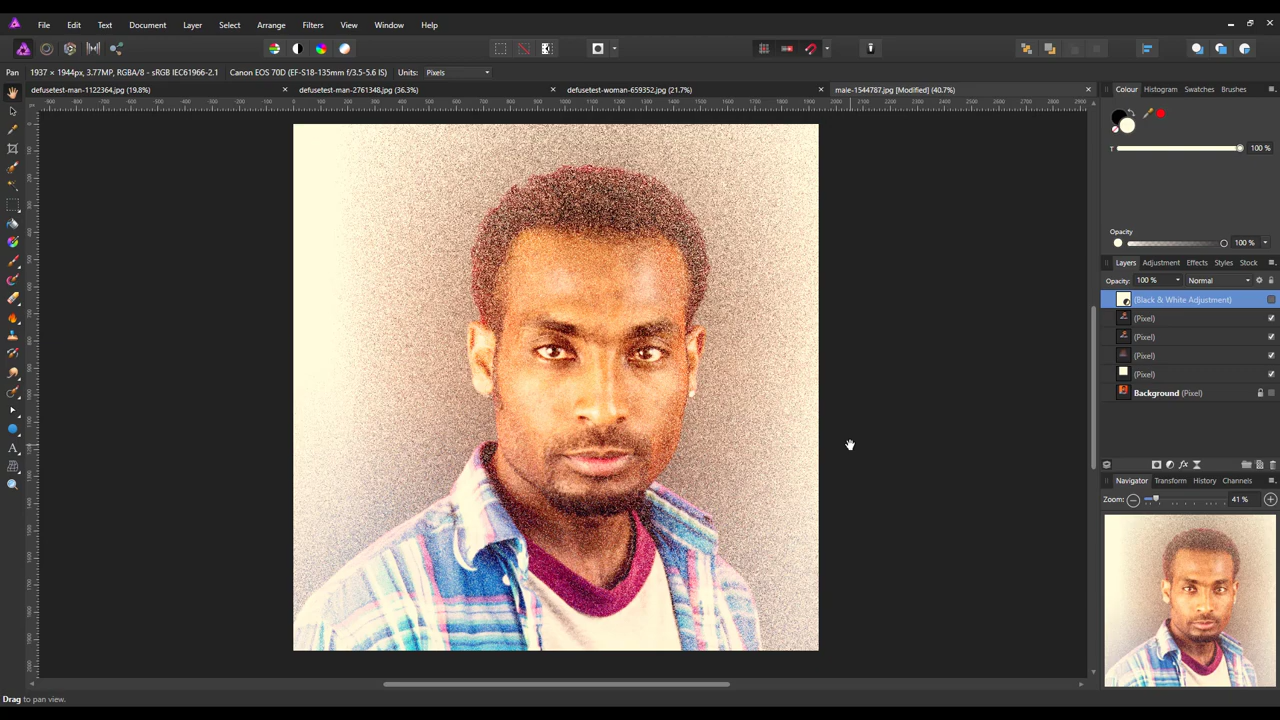 File Edit Text Document Layer Select Arrange Filters View Window Help
Pan 1937 × 1944px, 3.77MP, RGBA/8 - sRGB IEC61966-2.1 Canon EOS 70D (EF-S18-135mm f/3.5-5.6 IS) Units: Pixels
defusetest-man-1122364.jpg (19.8%) defusetest-man-2761348.jpg (36.3%) defusetest-woman-659352.jpg (21.7%) male-1544787.jpg [Modified] (40.7%)
Colour Histogram Swatches Brushes
T 100 %
Opacity
100 %
Layers Adjustment Effects Styles Stock
Opacity: 100 % Normal
(Black & White Adjustment)
(Pixel)
(Pixel)
(Pixel)
(Pixel)
Background (Pixel)
Navigator Transform History Channels
Zoom: 41 %
Drag to pan view.